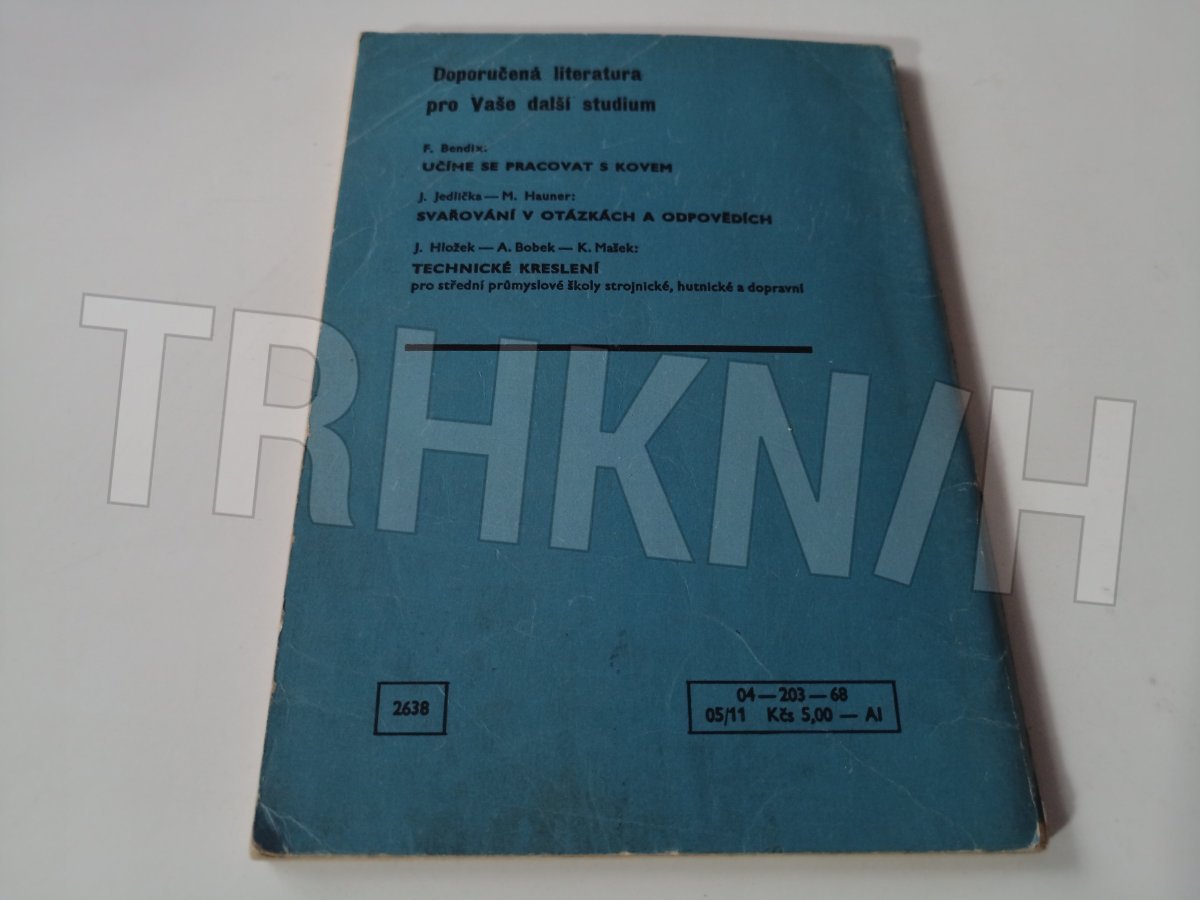 Doporučená literatura
pro Vaše další studium
F. Bendix:
UČÍME SE PRACOVAT S KOVEM
J. Jedlička — M. Hauner:
SVAŘOVÁNÍ V OTÁZKÁCH A ODPOVĚDÍCH
J. Hložek — A. Bobek — K. Mašek:
TECHNICKÉ KRESLENÍ
pro střední průmyslové školy strojnické, hutnické a dopravní
TRHKN/H
2638
04 — 203 — 68
05/11 Kčs 5,00 — AI